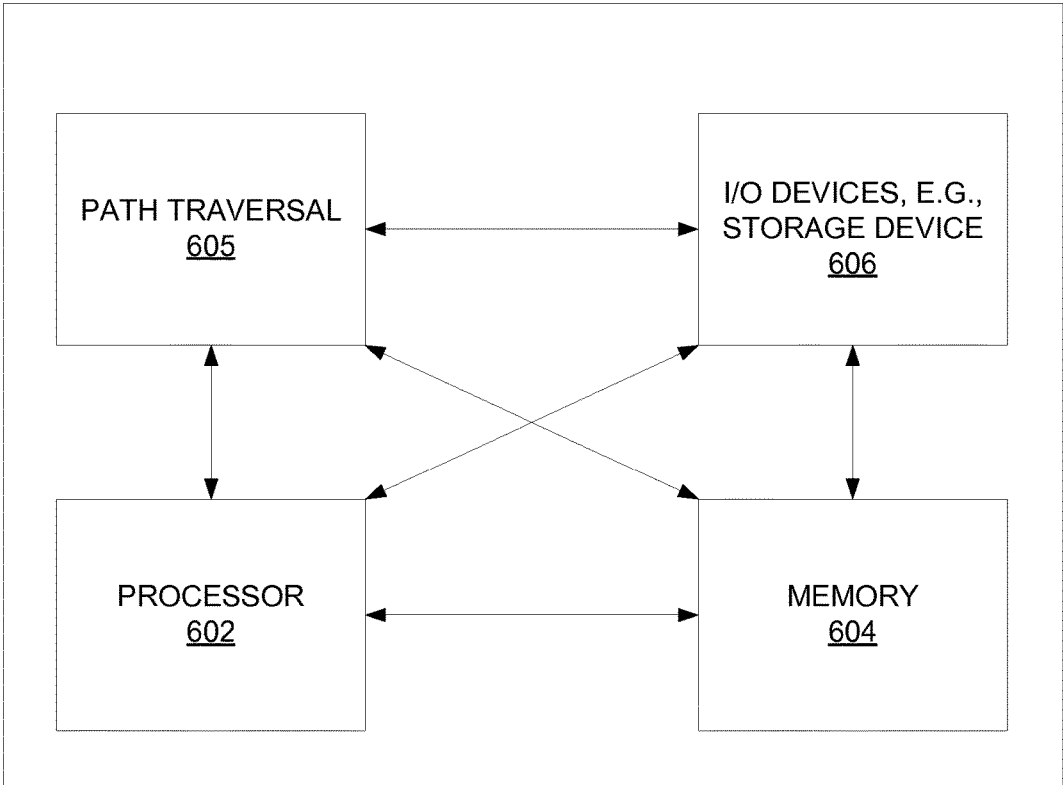 PATH TRAVERSAL
605
I/O DEVICES, E.G.,
STORAGE DEVICE
606
PROCESSOR
602
MEMORY
604